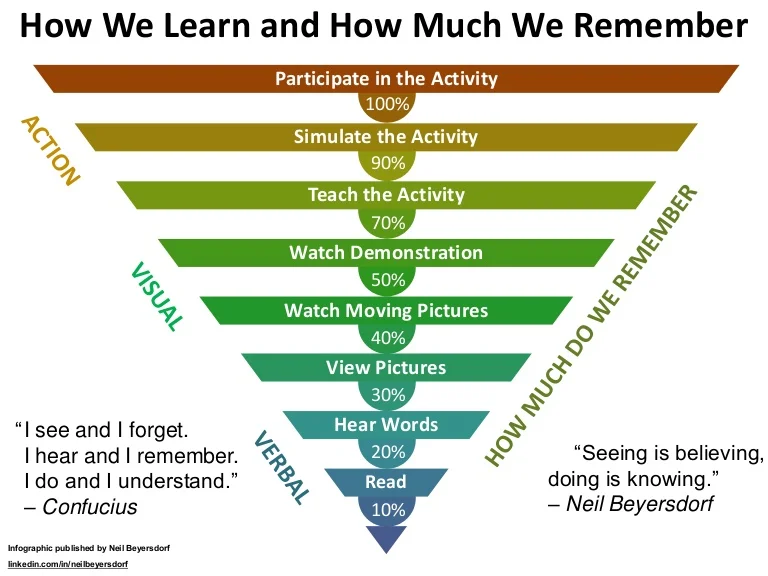 How We Learn and How Much We Remember
Participate in the Activity
100%
Simulate the Activity
90%
Teach the Activity
70%
Watch Demonstration
50%
Watch Moving Pictures
40%
View Pictures
30%
Hear Words
20%
Read
10%
ACTION
VISUAL
VERBAL
HOW MUCH DO WE REMEMBER
“I see and I forget.
I hear and I remember.
I do and I understand.”
– Confucius
“Seeing is believing,
doing is knowing.”
– Neil Beyersdorf
Infographic published by Neil Beyersdorf
linkedin.com/in/neilbeyersdorf